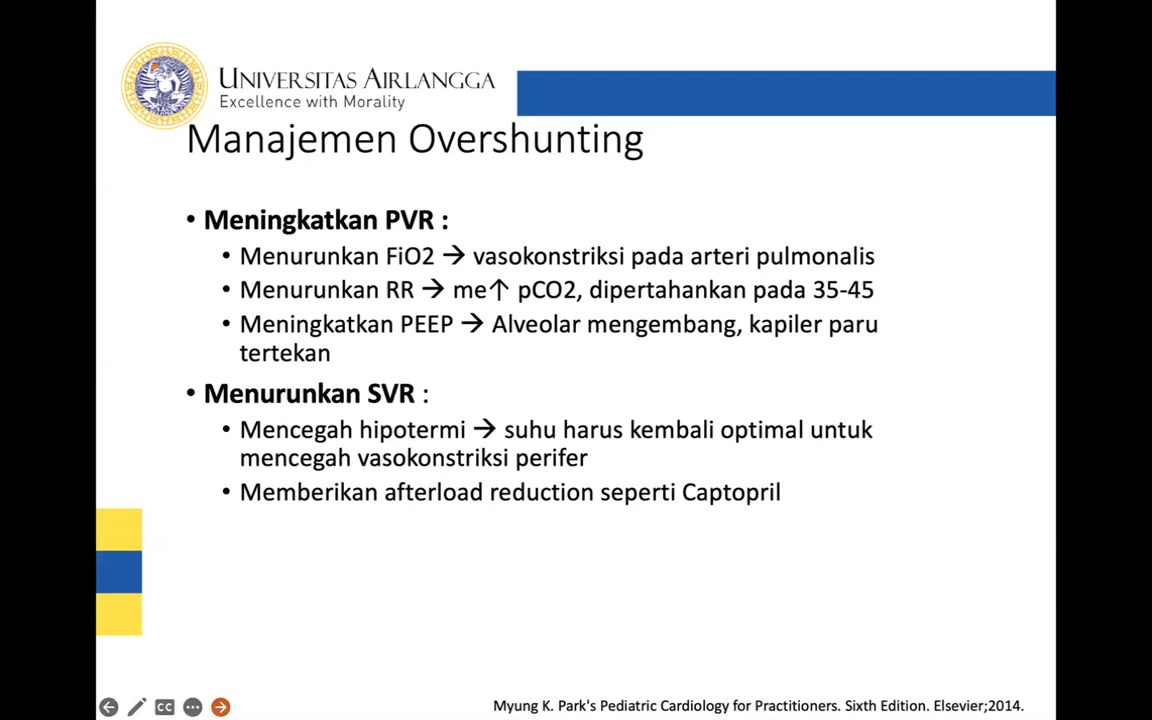 UNIVERSITAS AIRLANGGA
Excellence with Morality
Manajemen Overshunting
• Meningkatkan PVR :
• Menurunkan FiO2 → vasokonstriksi pada arteri pulmonalis
• Menurunkan RR → me↑ pCO2, dipertahankan pada 35-45
• Meningkatkan PEEP → Alveolar mengembang, kapiler paru
tertekan
• Menurunkan SVR :
• Mencegah hipotermi → suhu harus kembali optimal untuk
mencegah vasokonstriksi perifer
• Memberikan afterload reduction seperti Captopril
CC
Myung K. Park's Pediatric Cardiology for Practitioners. Sixth Edition. Elsevier;2014.